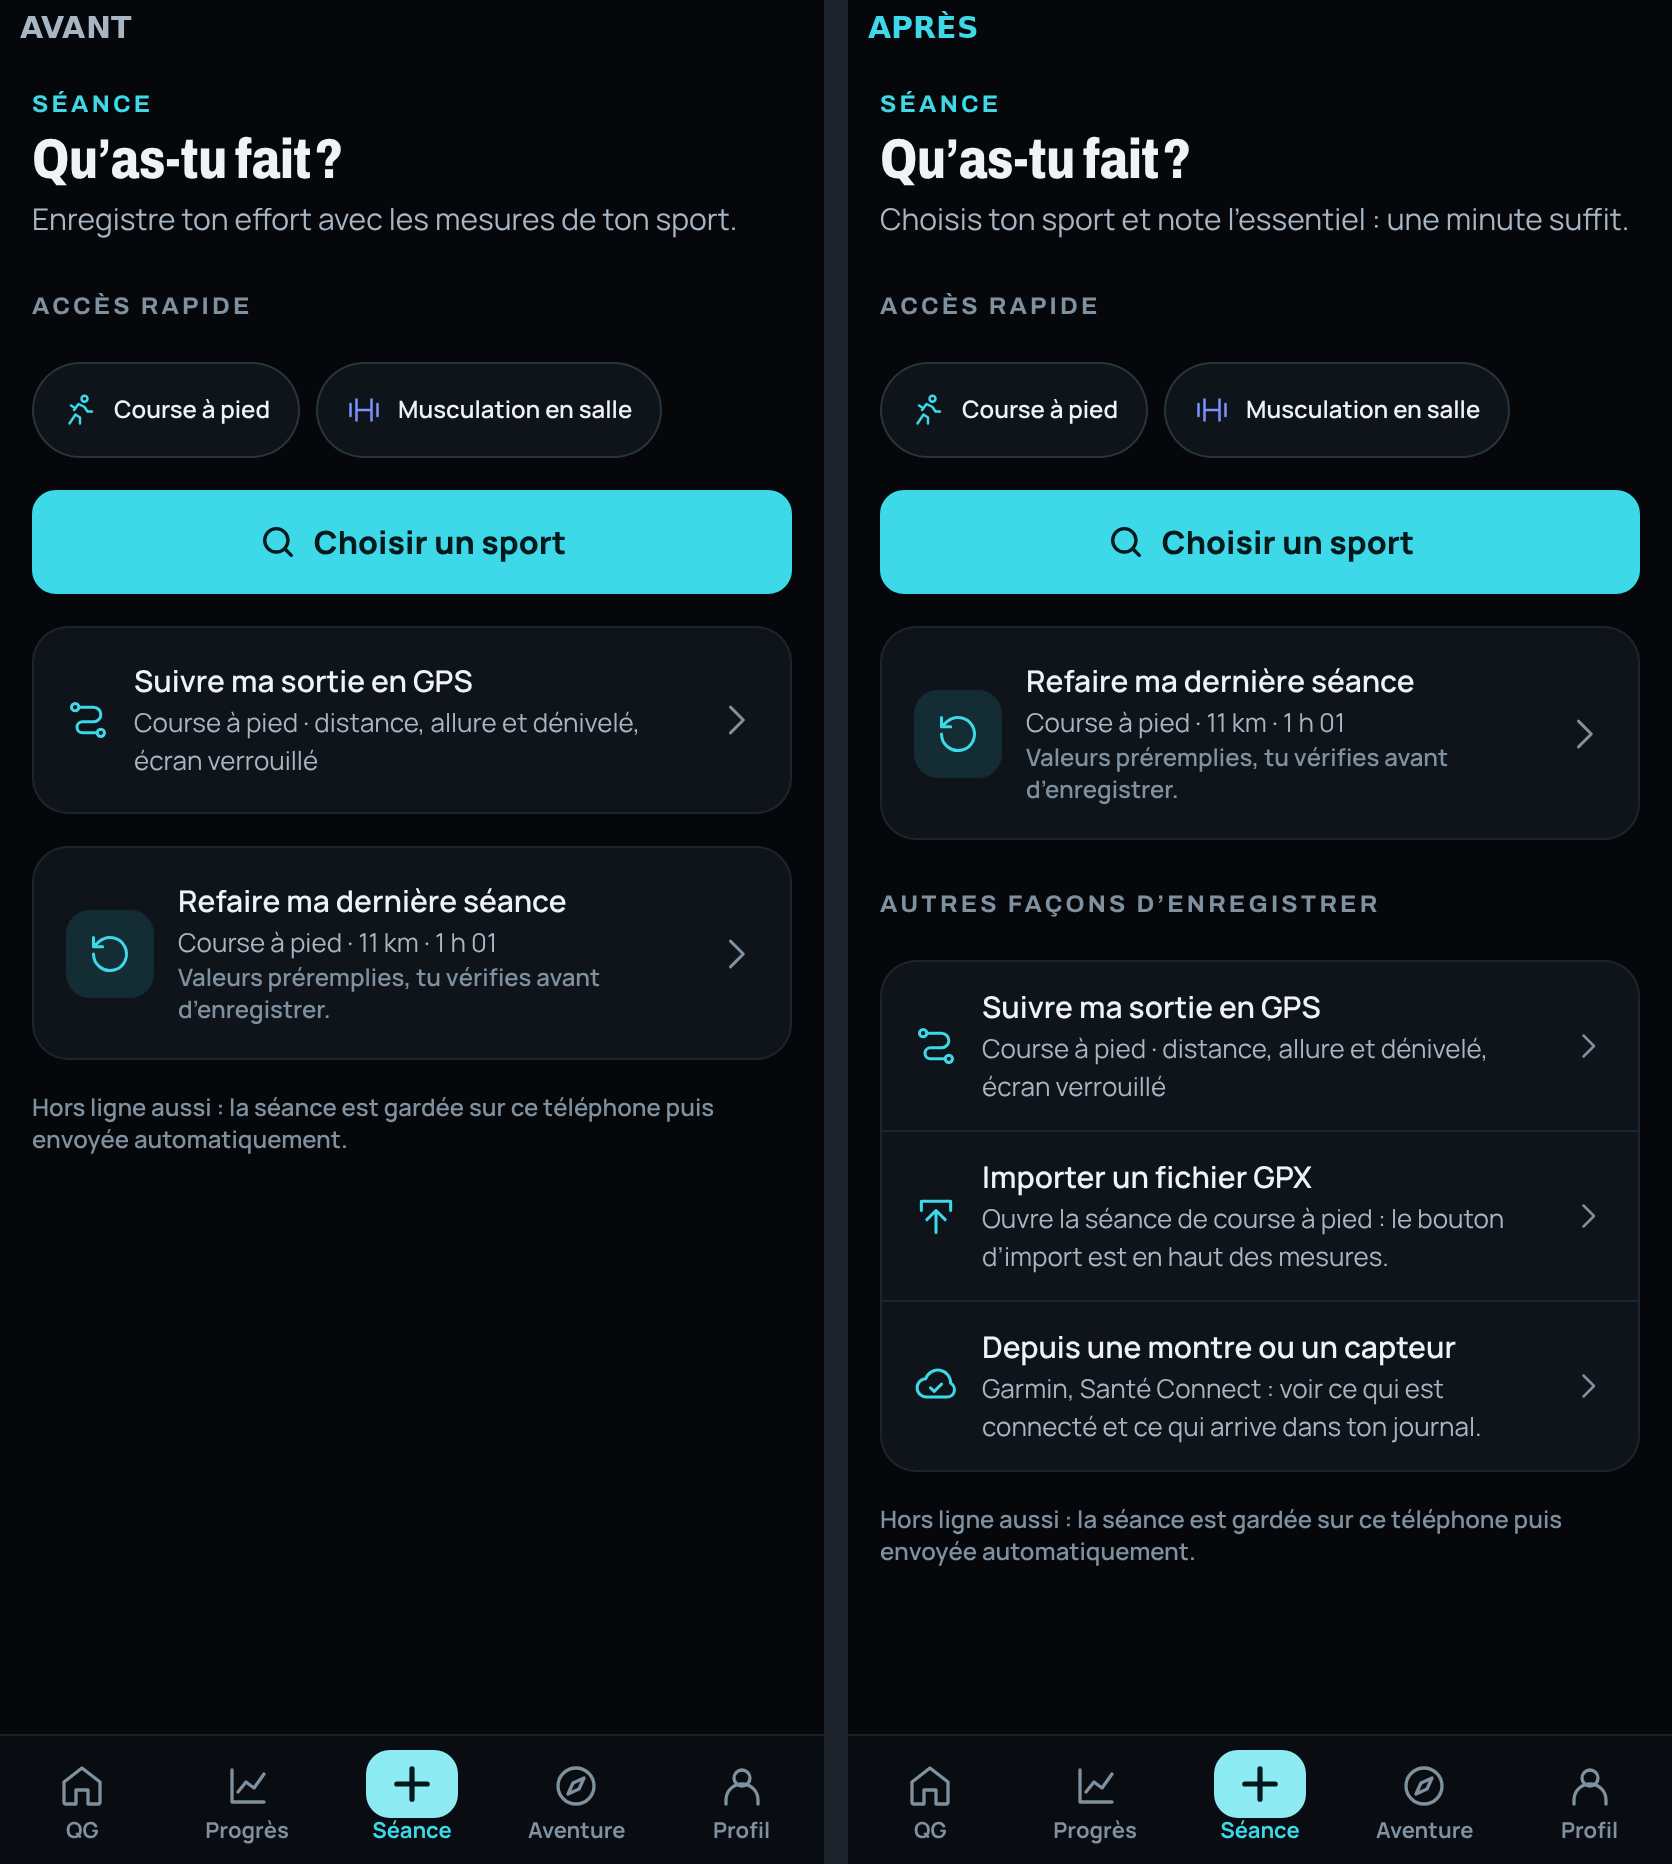 AVANT
SÉANCE
Qu’as-tu fait ?
Enregistre ton effort avec les mesures de ton sport.
ACCÈS RAPIDE
Course à pied
Musculation en salle
Choisir un sport
Suivre ma sortie en GPS
Course à pied · distance, allure et dénivelé,
écran verrouillé
Refaire ma dernière séance
Course à pied · 11 km · 1 h 01
Valeurs préremplies, tu vérifies avant
d’enregistrer.
Hors ligne aussi : la séance est gardée sur ce téléphone puis
envoyée automatiquement.
QG
Progrès
Séance
Aventure
Profil
APRÈS
SÉANCE
Qu’as-tu fait ?
Choisis ton sport et note l’essentiel : une minute suffit.
ACCÈS RAPIDE
Course à pied
Musculation en salle
Choisir un sport
Refaire ma dernière séance
Course à pied · 11 km · 1 h 01
Valeurs préremplies, tu vérifies avant
d’enregistrer.
AUTRES FAÇONS D’ENREGISTRER
Suivre ma sortie en GPS
Course à pied · distance, allure et dénivelé,
écran verrouillé
Importer un fichier GPX
Ouvre la séance de course à pied : le bouton
d’import est en haut des mesures.
Depuis une montre ou un capteur
Garmin, Santé Connect : voir ce qui est
connecté et ce qui arrive dans ton journal.
Hors ligne aussi : la séance est gardée sur ce téléphone puis
envoyée automatiquement.
QG
Progrès
Séance
Aventure
Profil